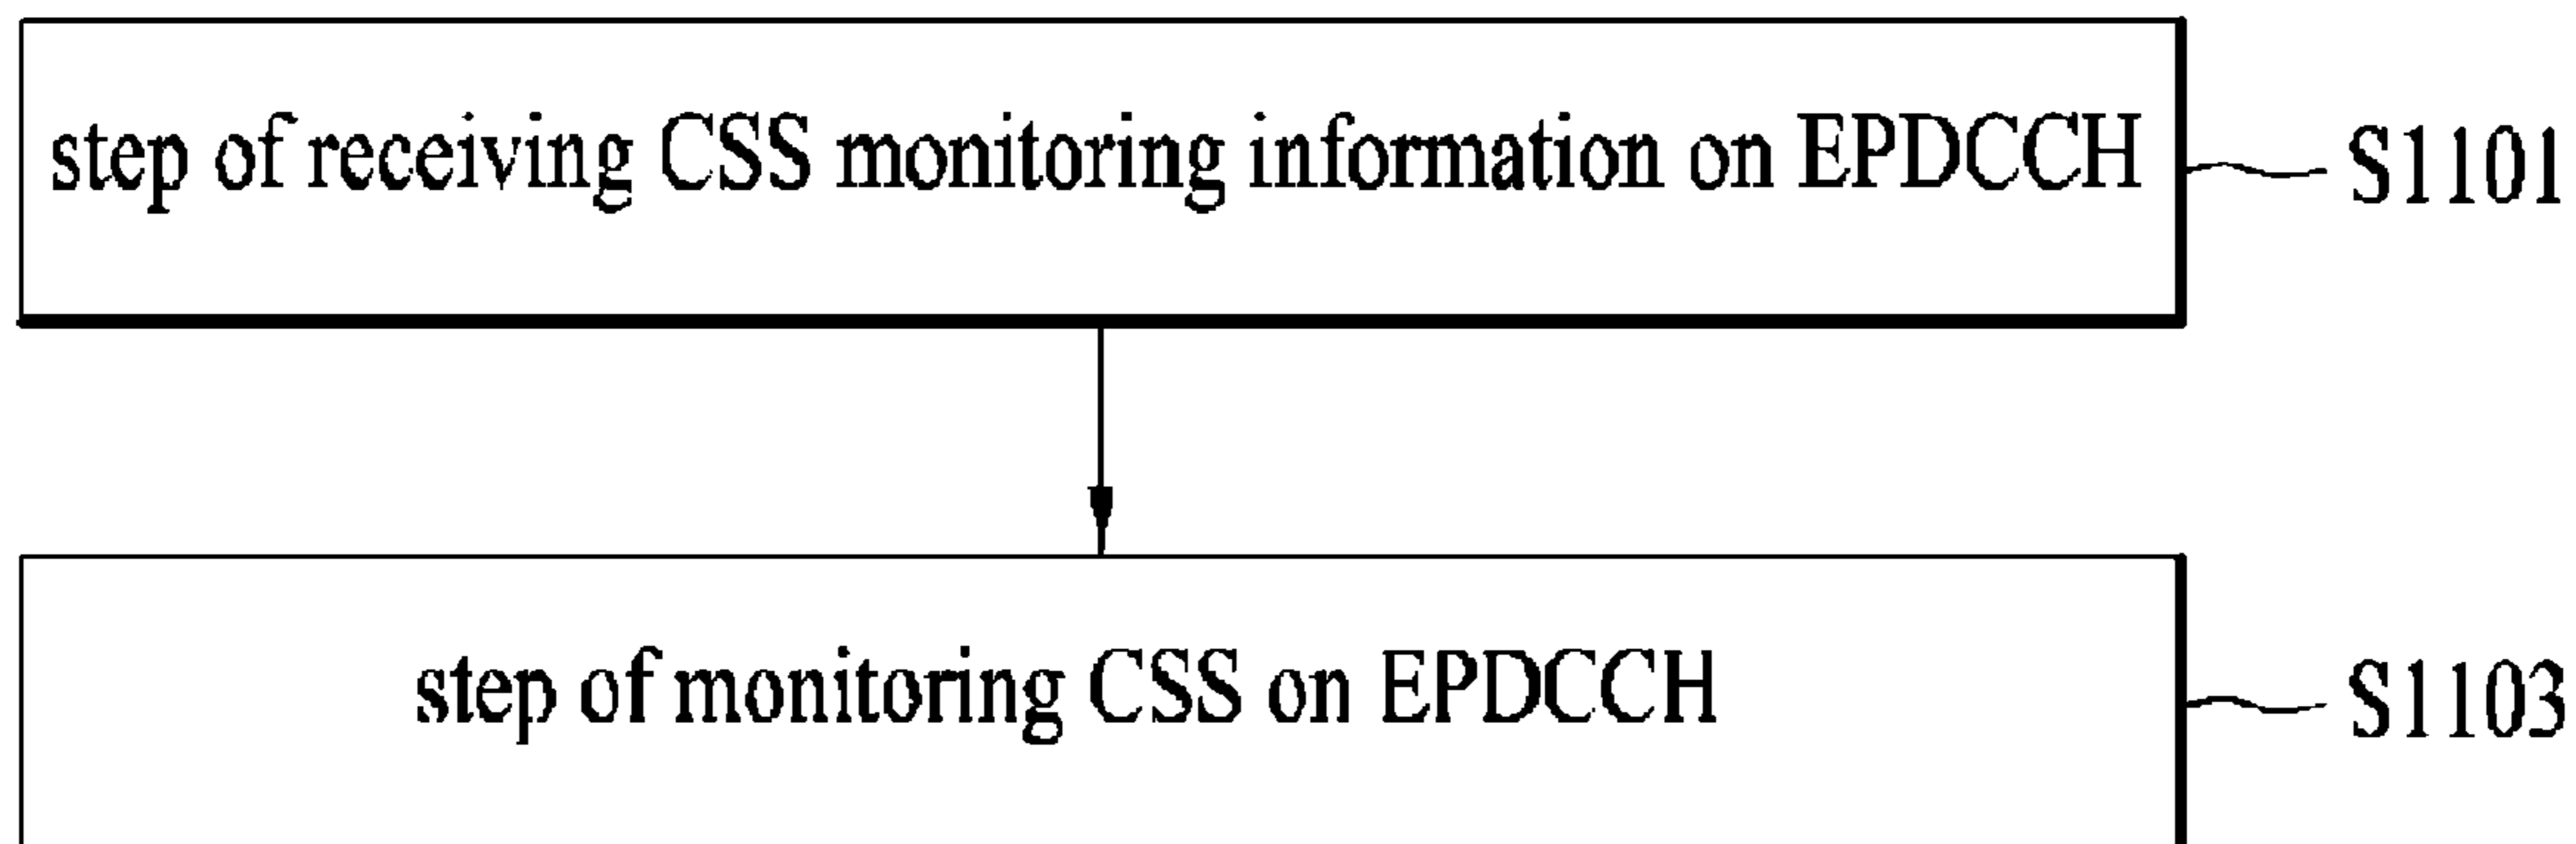 step of receiving CSS monitoring information on EPDCCH
S1101
step of monitoring CSS on EPDCCH
S1103